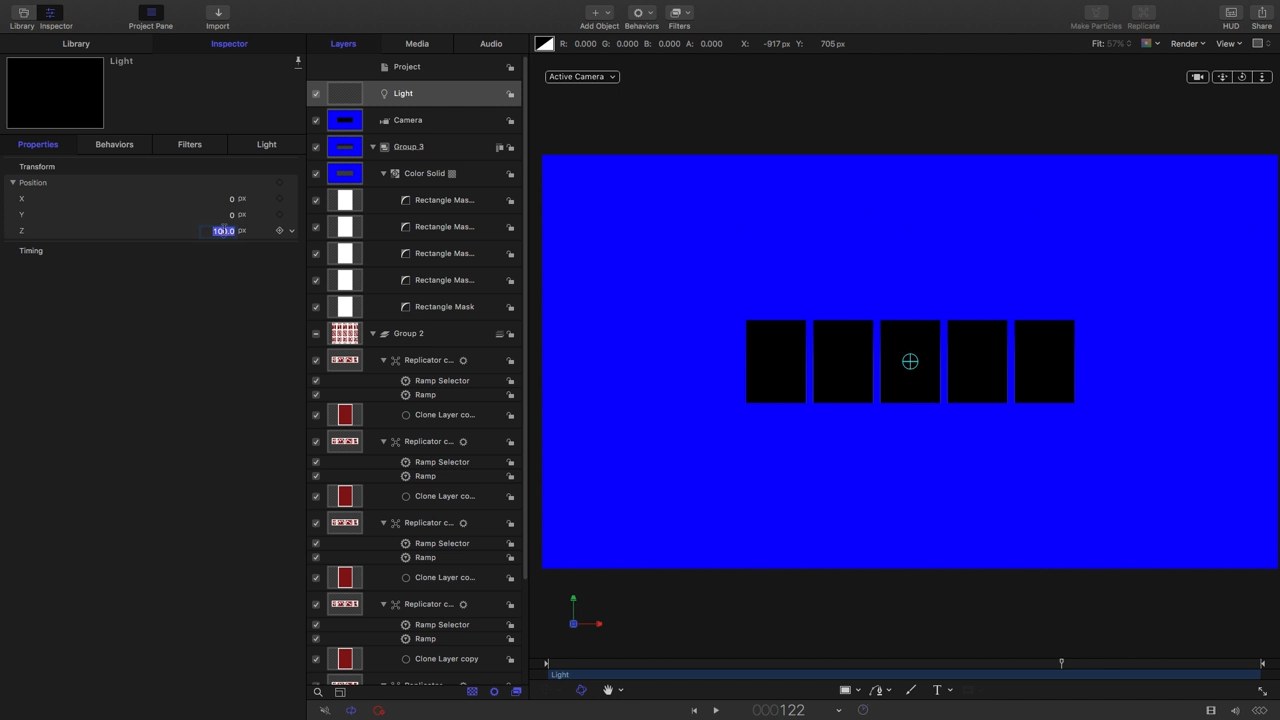 Library
Inspector
Project Pane
Import
Add Object
Behaviors
Filters
Make Particles
Replicate
HUD
Share
Library
Inspector
Layers
Media
Audio
R: 0.000 G: 0.000 B: 0.000 A: 0.000 X: -917 px Y: 705 px
Fit: 57%
Render
View
Light
Active Camera
Properties
Behaviors
Filters
Light
Transform
Position
X 0 px
Y 0 px
Z 100.0 px
Timing
Project
Light
Camera
Group 3
Color Solid
Rectangle Mas...
Rectangle Mas...
Rectangle Mas...
Rectangle Mas...
Rectangle Mask
Group 2
Replicator c...
Ramp Selector
Ramp
Clone Layer co...
Replicator c...
Ramp Selector
Ramp
Clone Layer co...
Replicator c...
Ramp Selector
Ramp
Clone Layer co...
Replicator c...
Ramp Selector
Ramp
Clone Layer copy
Light
T
000122